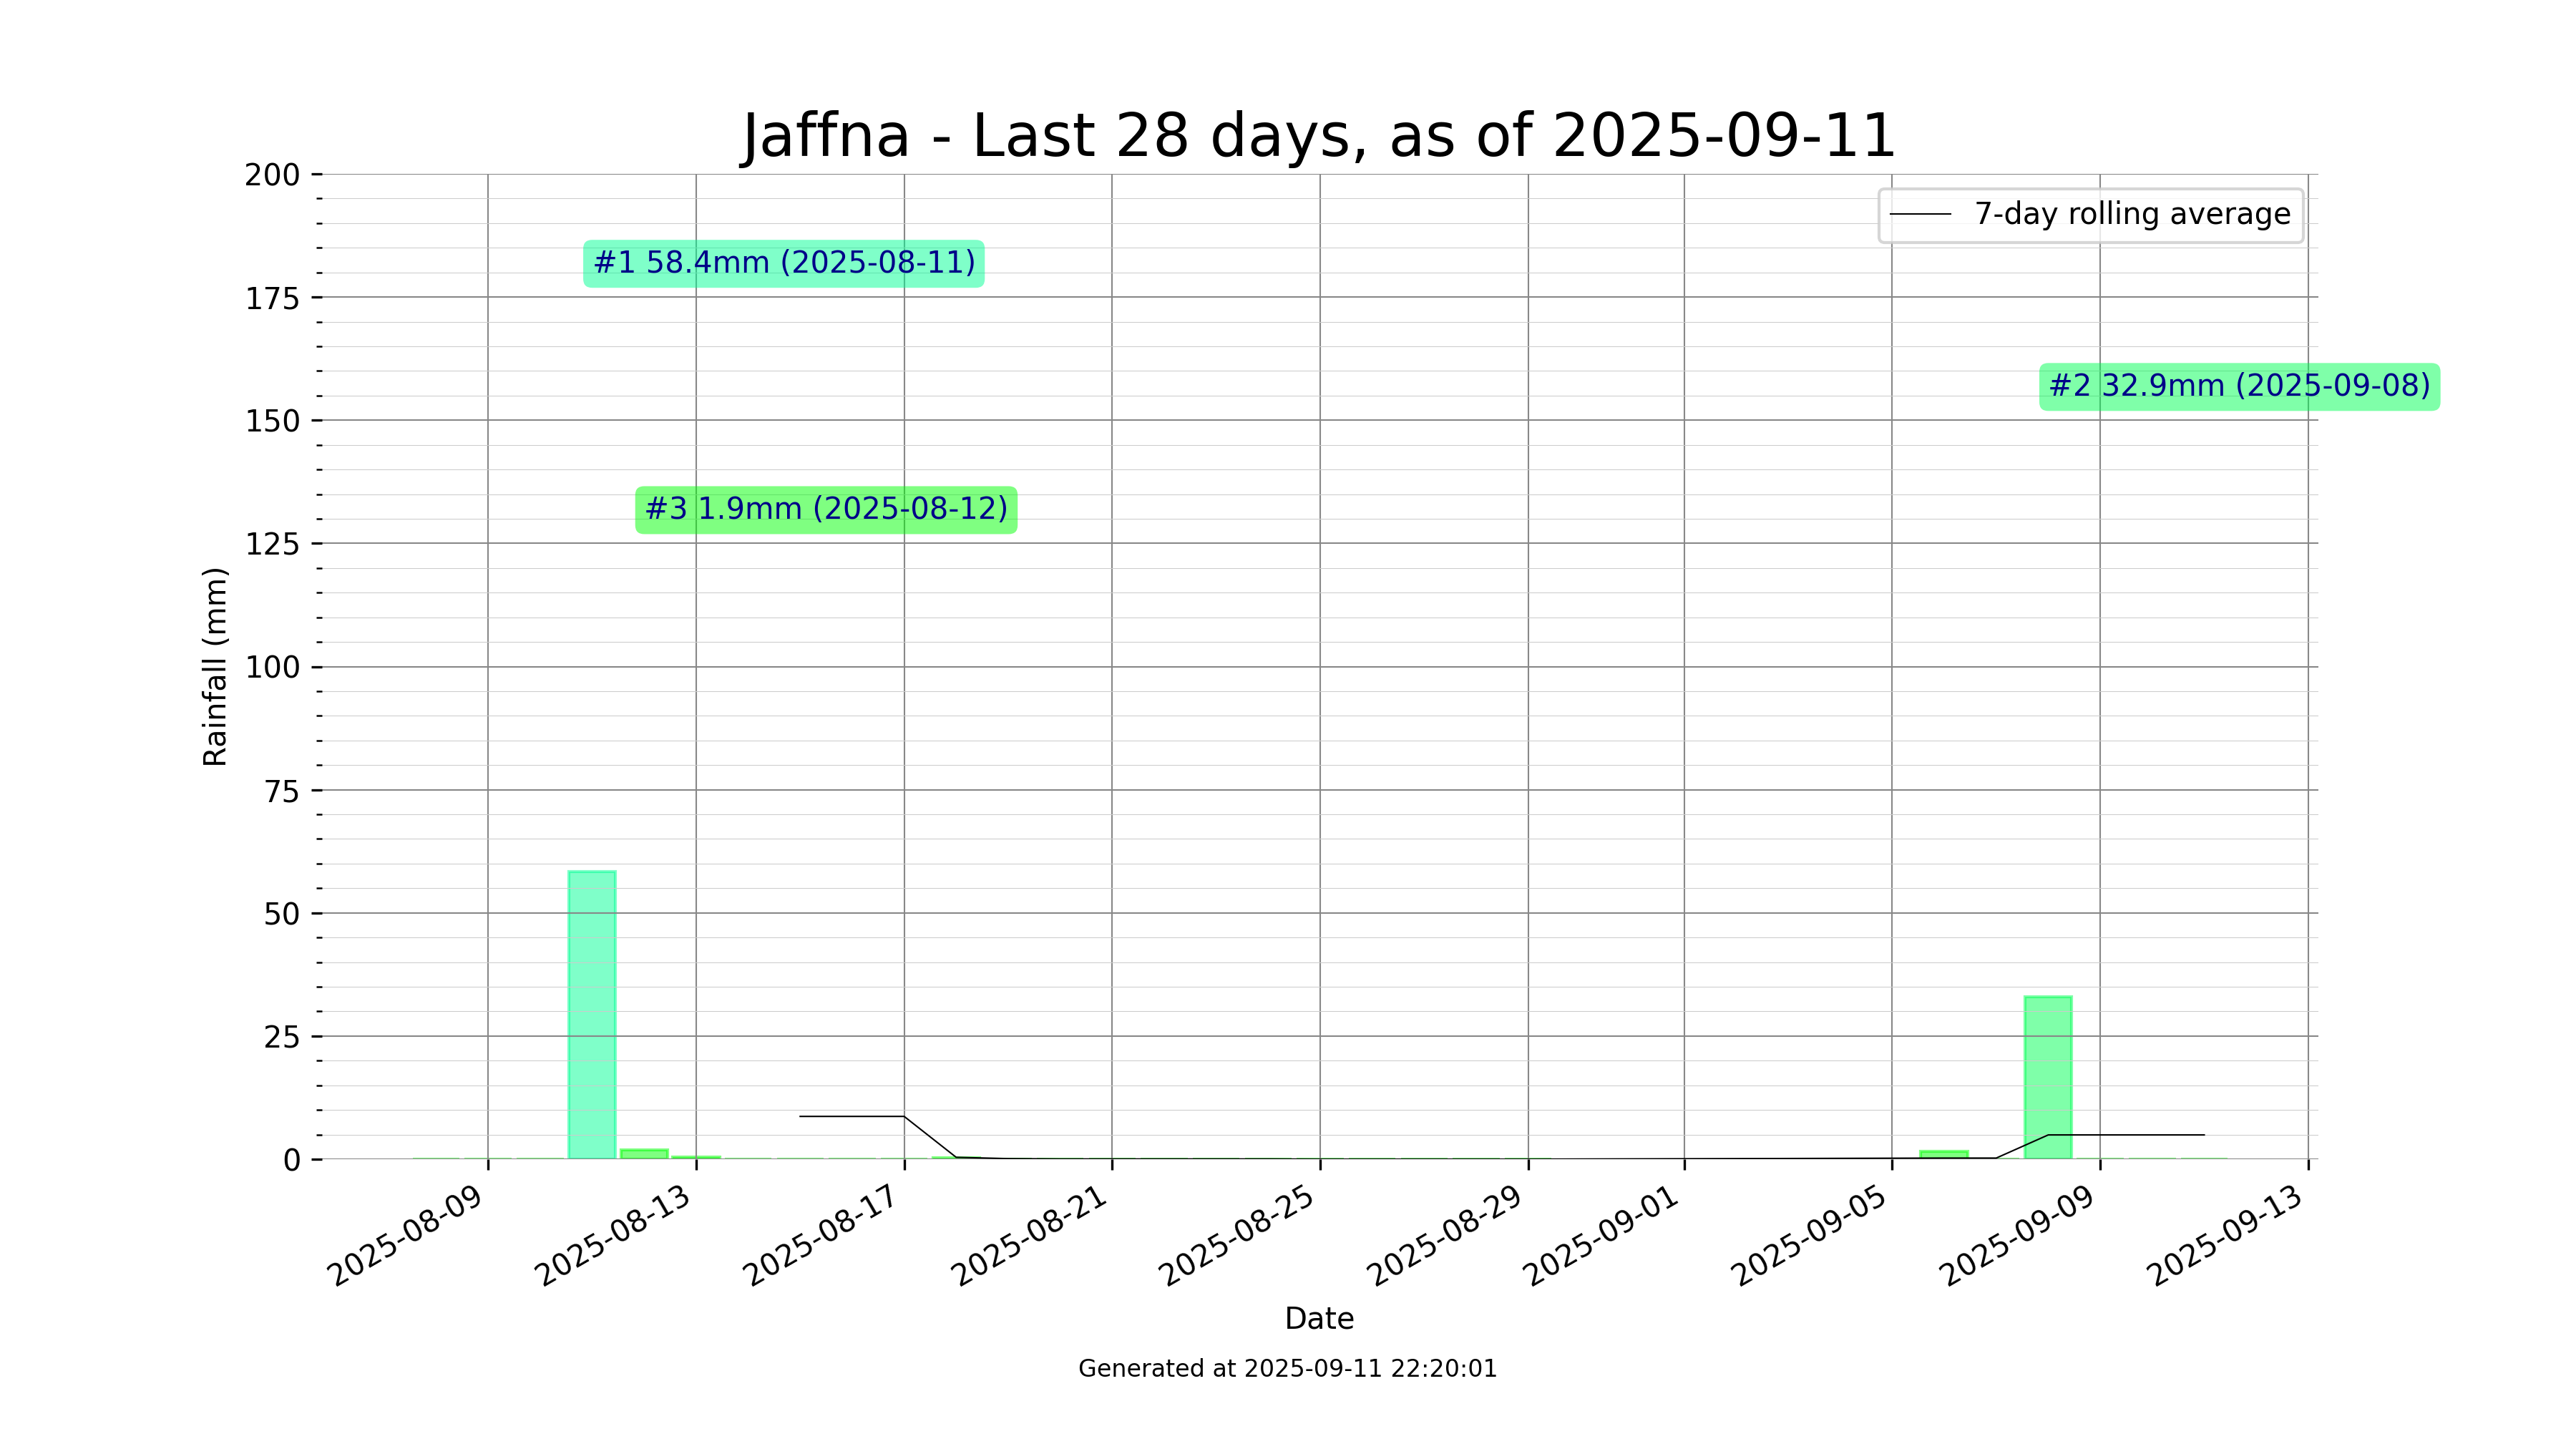 Jaffna - Last 28 days, as of 2025-09-11
7-day rolling average
#1 58.4mm (2025-08-11)
#2 32.9mm (2025-09-08)
#3 1.9mm (2025-08-12)
Rainfall (mm)
200
175
150
125
100
75
50
25
0
2025-08-09
2025-08-13
2025-08-17
2025-08-21
2025-08-25
2025-08-29
2025-09-01
2025-09-05
2025-09-09
2025-09-13
Date
Generated at 2025-09-11 22:20:01